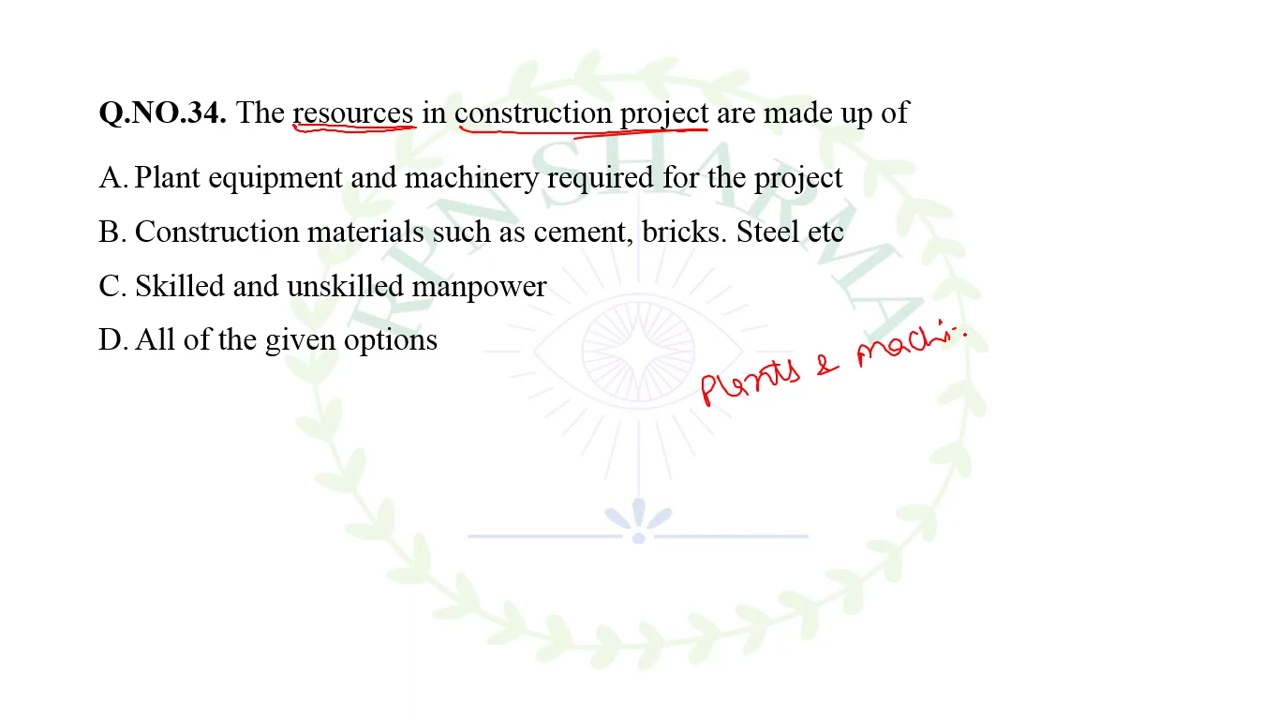 Q.NO.34. The resources in construction project are made up of
A. Plant equipment and machinery required for the project
B. Construction materials such as cement, bricks. Steel etc
C. Skilled and unskilled manpower
D. All of the given options
Plants & machi
RPN SHARMA